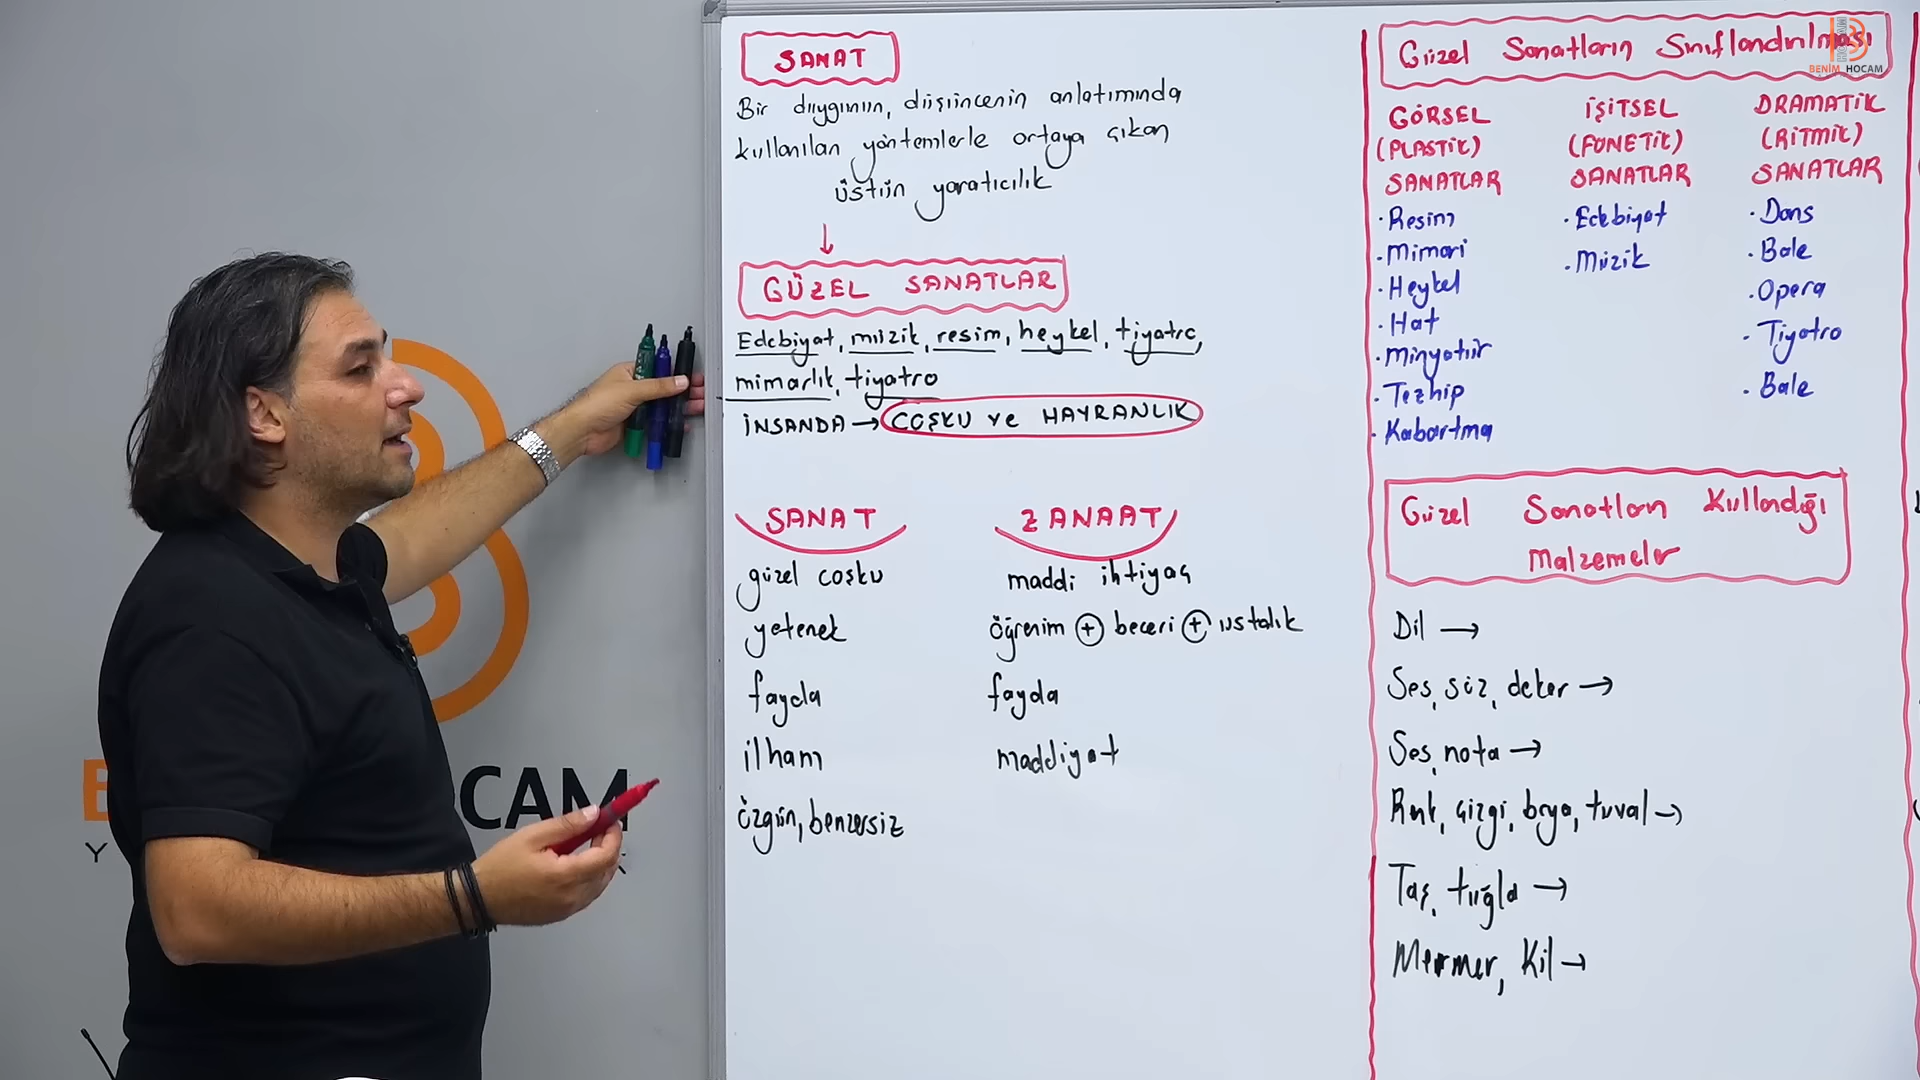 SANAT
Bir duygunun, düşüncenin anlatımında
kullanılan yöntemlerle ortaya çıkan
üstün yaratıcılık
↓
GÜZEL SANATLAR
Edebiyat, müzik, resim, heykel, tiyatro,
mimarlık, tiyatro
İNSANDA → COŞKU ve HAYRANLIK
SANAT
güzel coşku
yetenek
fayda
ilham
özgün, benzersiz
ZANAAT
maddi ihtiyaç
öğrenim + beceri + ustalık
fayda
maddiyat
Güzel Sanatların Sınıflandırılması
GÖRSEL
(PLASTİK)
SANATLAR
· Resim
· Mimari
· Heykel
· Hat
· Minyatür
· Tezhip
· Kabartma
İŞİTSEL
(FONETİK)
SANATLAR
· Edebiyat
· Müzik
DRAMATİK
(RİTMİK)
SANATLAR
· Dans
· Bale
· Opera
· Tiyatro
· Bale
Güzel Sanatların Kullandığı
Malzemeler
Dil →
Ses, söz, dekor →
Ses, nota →
Renk, çizgi, boya, tuval →
Taş, tuğla →
Mermer, Kil →
BENİM HOCAM